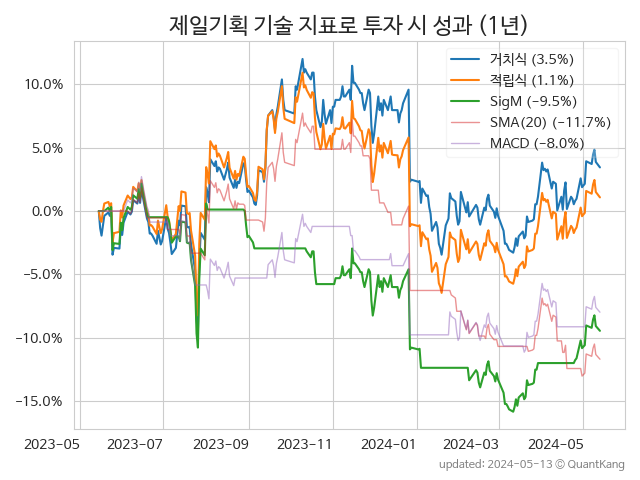 제일기획 기술 지표로 투자 시 성과 (1년)
거치식 (3.5%)
적립식 (1.1%)
SigM (−9.5%)
SMA(20) (−11.7%)
MACD (−8.0%)
10.0%
5.0%
0.0%
−5.0%
−10.0%
−15.0%
2023-05 2023-07 2023-09 2023-11 2024-01 2024-03 2024-05
updated: 2024-05-13 ⓒ QuantKang